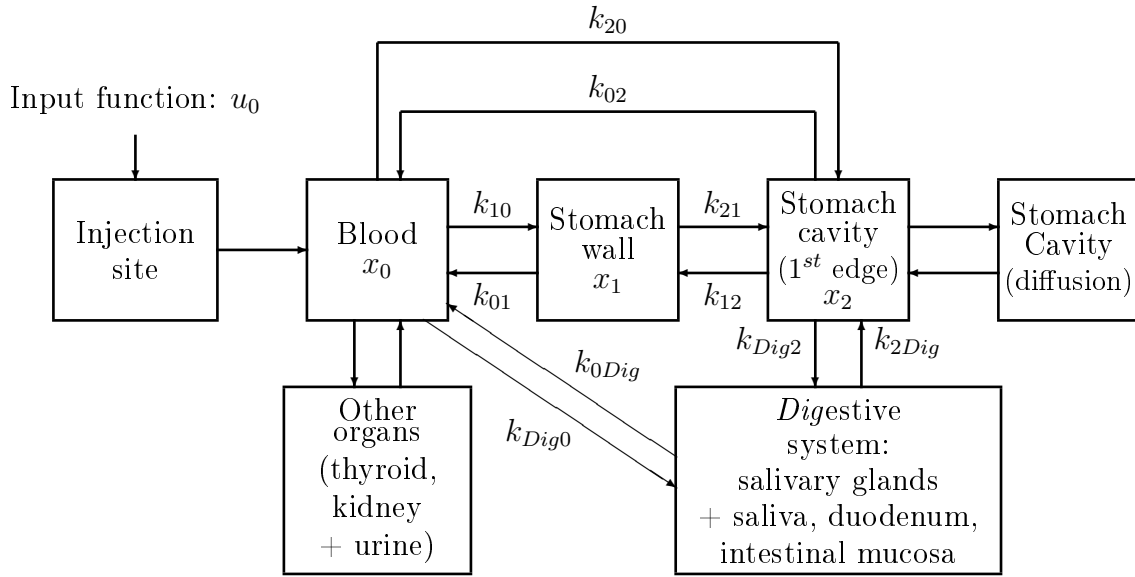 k20
k02
Input function: u0
Injection
site
Blood
x0
k10
k01
Stomach
wall
x1
k21
k12
Stomach
cavity
(1st edge)
x2
Stomach
Cavity
(diffusion)
k0Dig
kDig0
kDig2
k2Dig
Other
organs
(thyroid,
kidney
+ urine)
Digestive
system:
salivary glands
+ saliva, duodenum,
intestinal mucosa